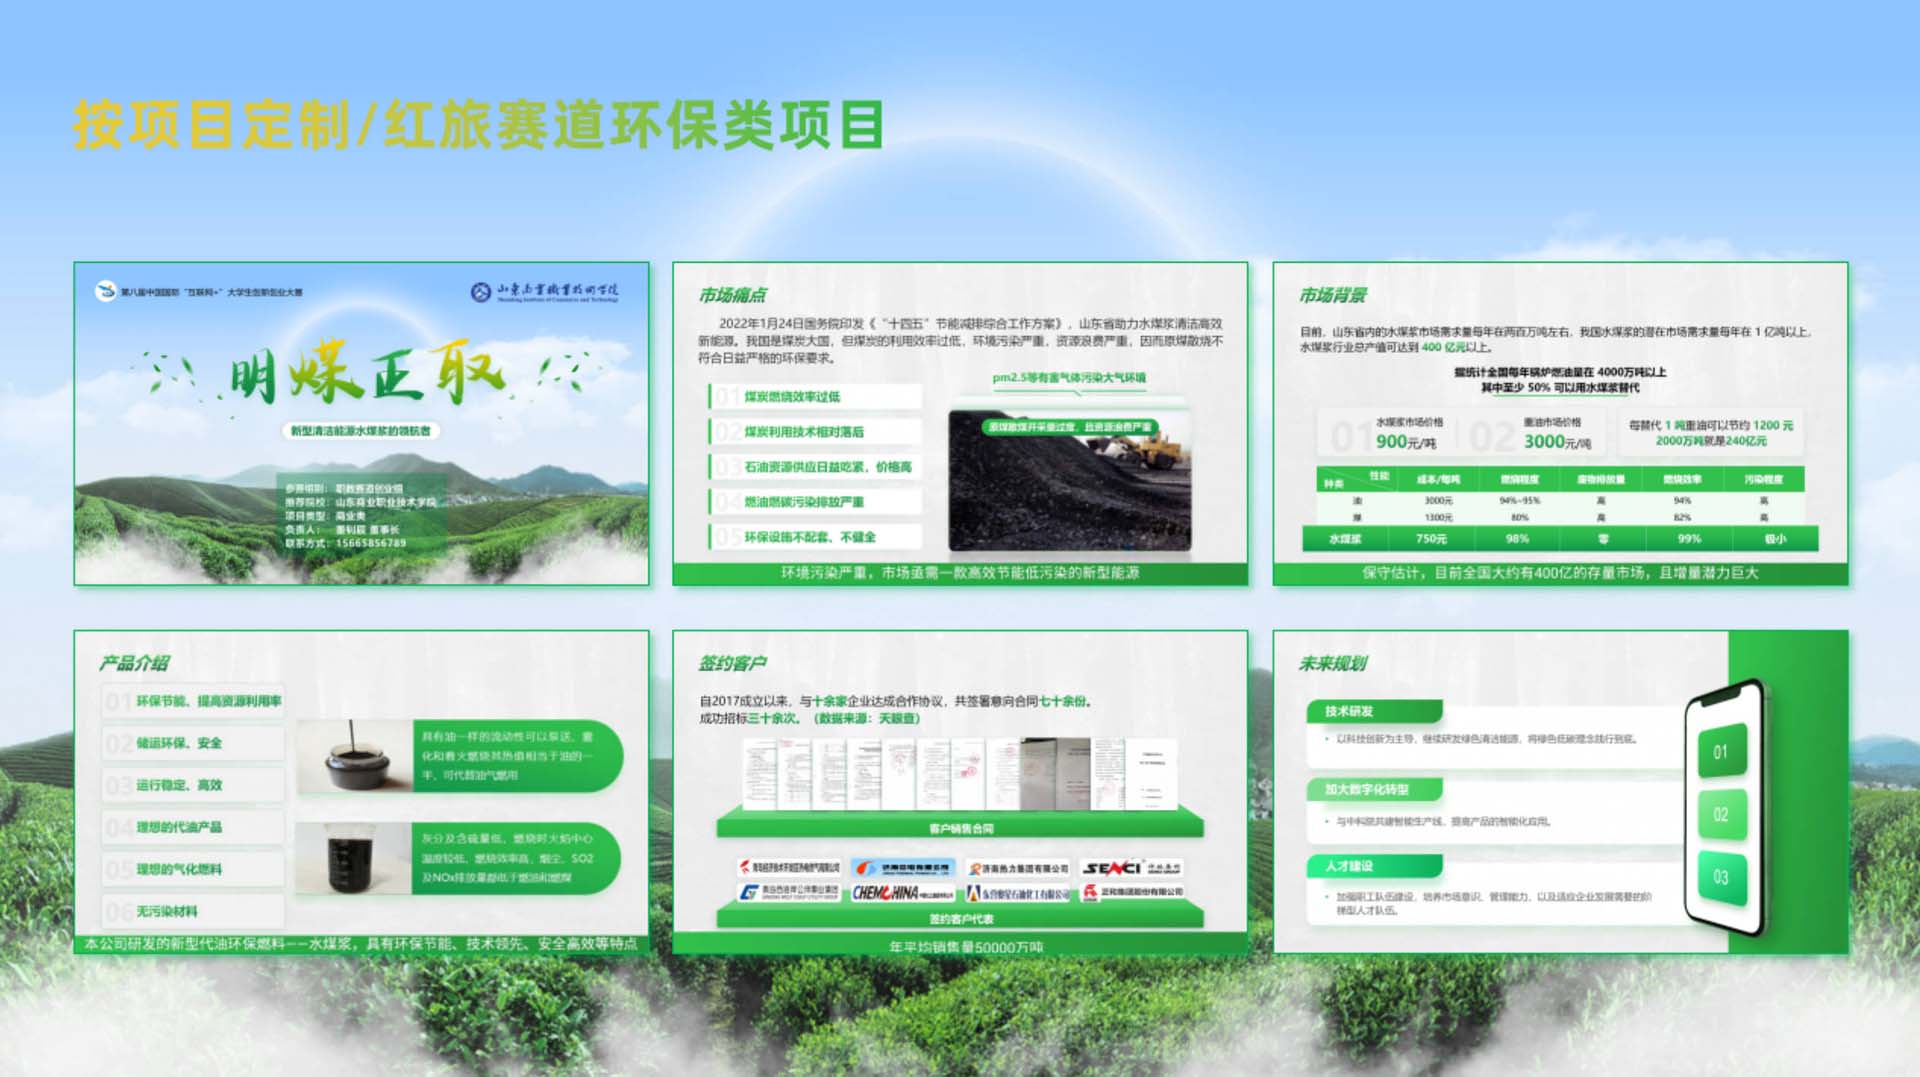 按项目定制/红旅赛道环保类项目
第八届中国国际“互联网+”大学生创新创业大赛
山东商业职业技术学院
Shandong Institute of Commerce and Technology
明煤正取
新型清洁能源水煤浆的领航者
参赛组别：职教赛道创业组
推荐院校：山东商业职业技术学院
项目类型：商业类
负责人：董钊辰 董事长
联系方式：15665856789
市场痛点
2022年1月24日国务院印发《“十四五”节能减排综合工作方案》，山东省助力水煤浆清洁高效
新能源。我国是煤炭大国，但煤炭的利用效率过低，环境污染严重，资源浪费严重，因而原煤散烧不
符合日益严格的环保要求。
pm2.5等有害气体污染大气环境
01 煤炭燃烧效率过低
原煤散煤开采量过度，且资源浪费严重
02 煤炭利用技术相对落后
03 石油资源供应日益吃紧，价格高
04 燃油燃碳污染排放严重
05 环保设施不配套、不健全
环境污染严重，市场亟需一款高效节能低污染的新型能源
市场背景
目前，山东省内的水煤浆市场需求量每年在两百万吨左右，我国水煤浆的潜在市场需求量每年在 1 亿吨以上，
水煤浆行业总产值可达到 400 亿元以上。
据统计全国每年锅炉燃油量在 4000万吨以上
其中至少 50% 可以用水煤浆替代
01 水煤浆市场价格
900元/吨
02 重油市场价格
3000元/吨
每替代 1 吨重油可以节约 1200 元
2000万吨就是240亿元
种类 性能 成本/每吨 燃烧程度 废物排放量 燃烧效率 污染程度
油 3000元 94%-95% 高 94% 高
煤 1300元 80% 高 82% 高
水煤浆 750元 98% 零 99% 极小
保守估计，目前全国大约有400亿的存量市场，且增量潜力巨大
产品介绍
01 环保节能、提高资源利用率
02 储运环保、安全
03 运行稳定、高效
04 理想的代油产品
05 理想的气化燃料
06 无污染材料
具有油一样的流动性可以泵送、雾
化和着火燃烧其热值相当于油的一
半，可代替油气燃用
灰分及含硫量低，燃烧时火焰中心
温度较低，燃烧效率高，烟尘、SO2
及NOx排放量都低于燃油和燃煤
本公司研发的新型代油环保燃料——水煤浆，具有环保节能、技术领先、安全高效等特点
签约客户
自2017成立以来，与十余家企业达成合作协议，共签署意向合同七十余份。
成功招标三十余次。（数据来源：天眼查）
客户销售合同
济南热力集团有限公司
SENCI
CHEMCHINA
正和集团股份有限公司
签约客户代表
年平均销售量50000万吨
未来规划
技术研发
• 以科技创新为主导，继续研发绿色清洁能源，将绿色低碳理念践行到底。
加大数字化转型
• 与中科院共建智能生产线，提高产品的智能化应用。
人才建设
• 加强职工队伍建设，培养市场意识、管理能力，以及适应企业发展需要的阶
梯型人才队伍。
01
02
03